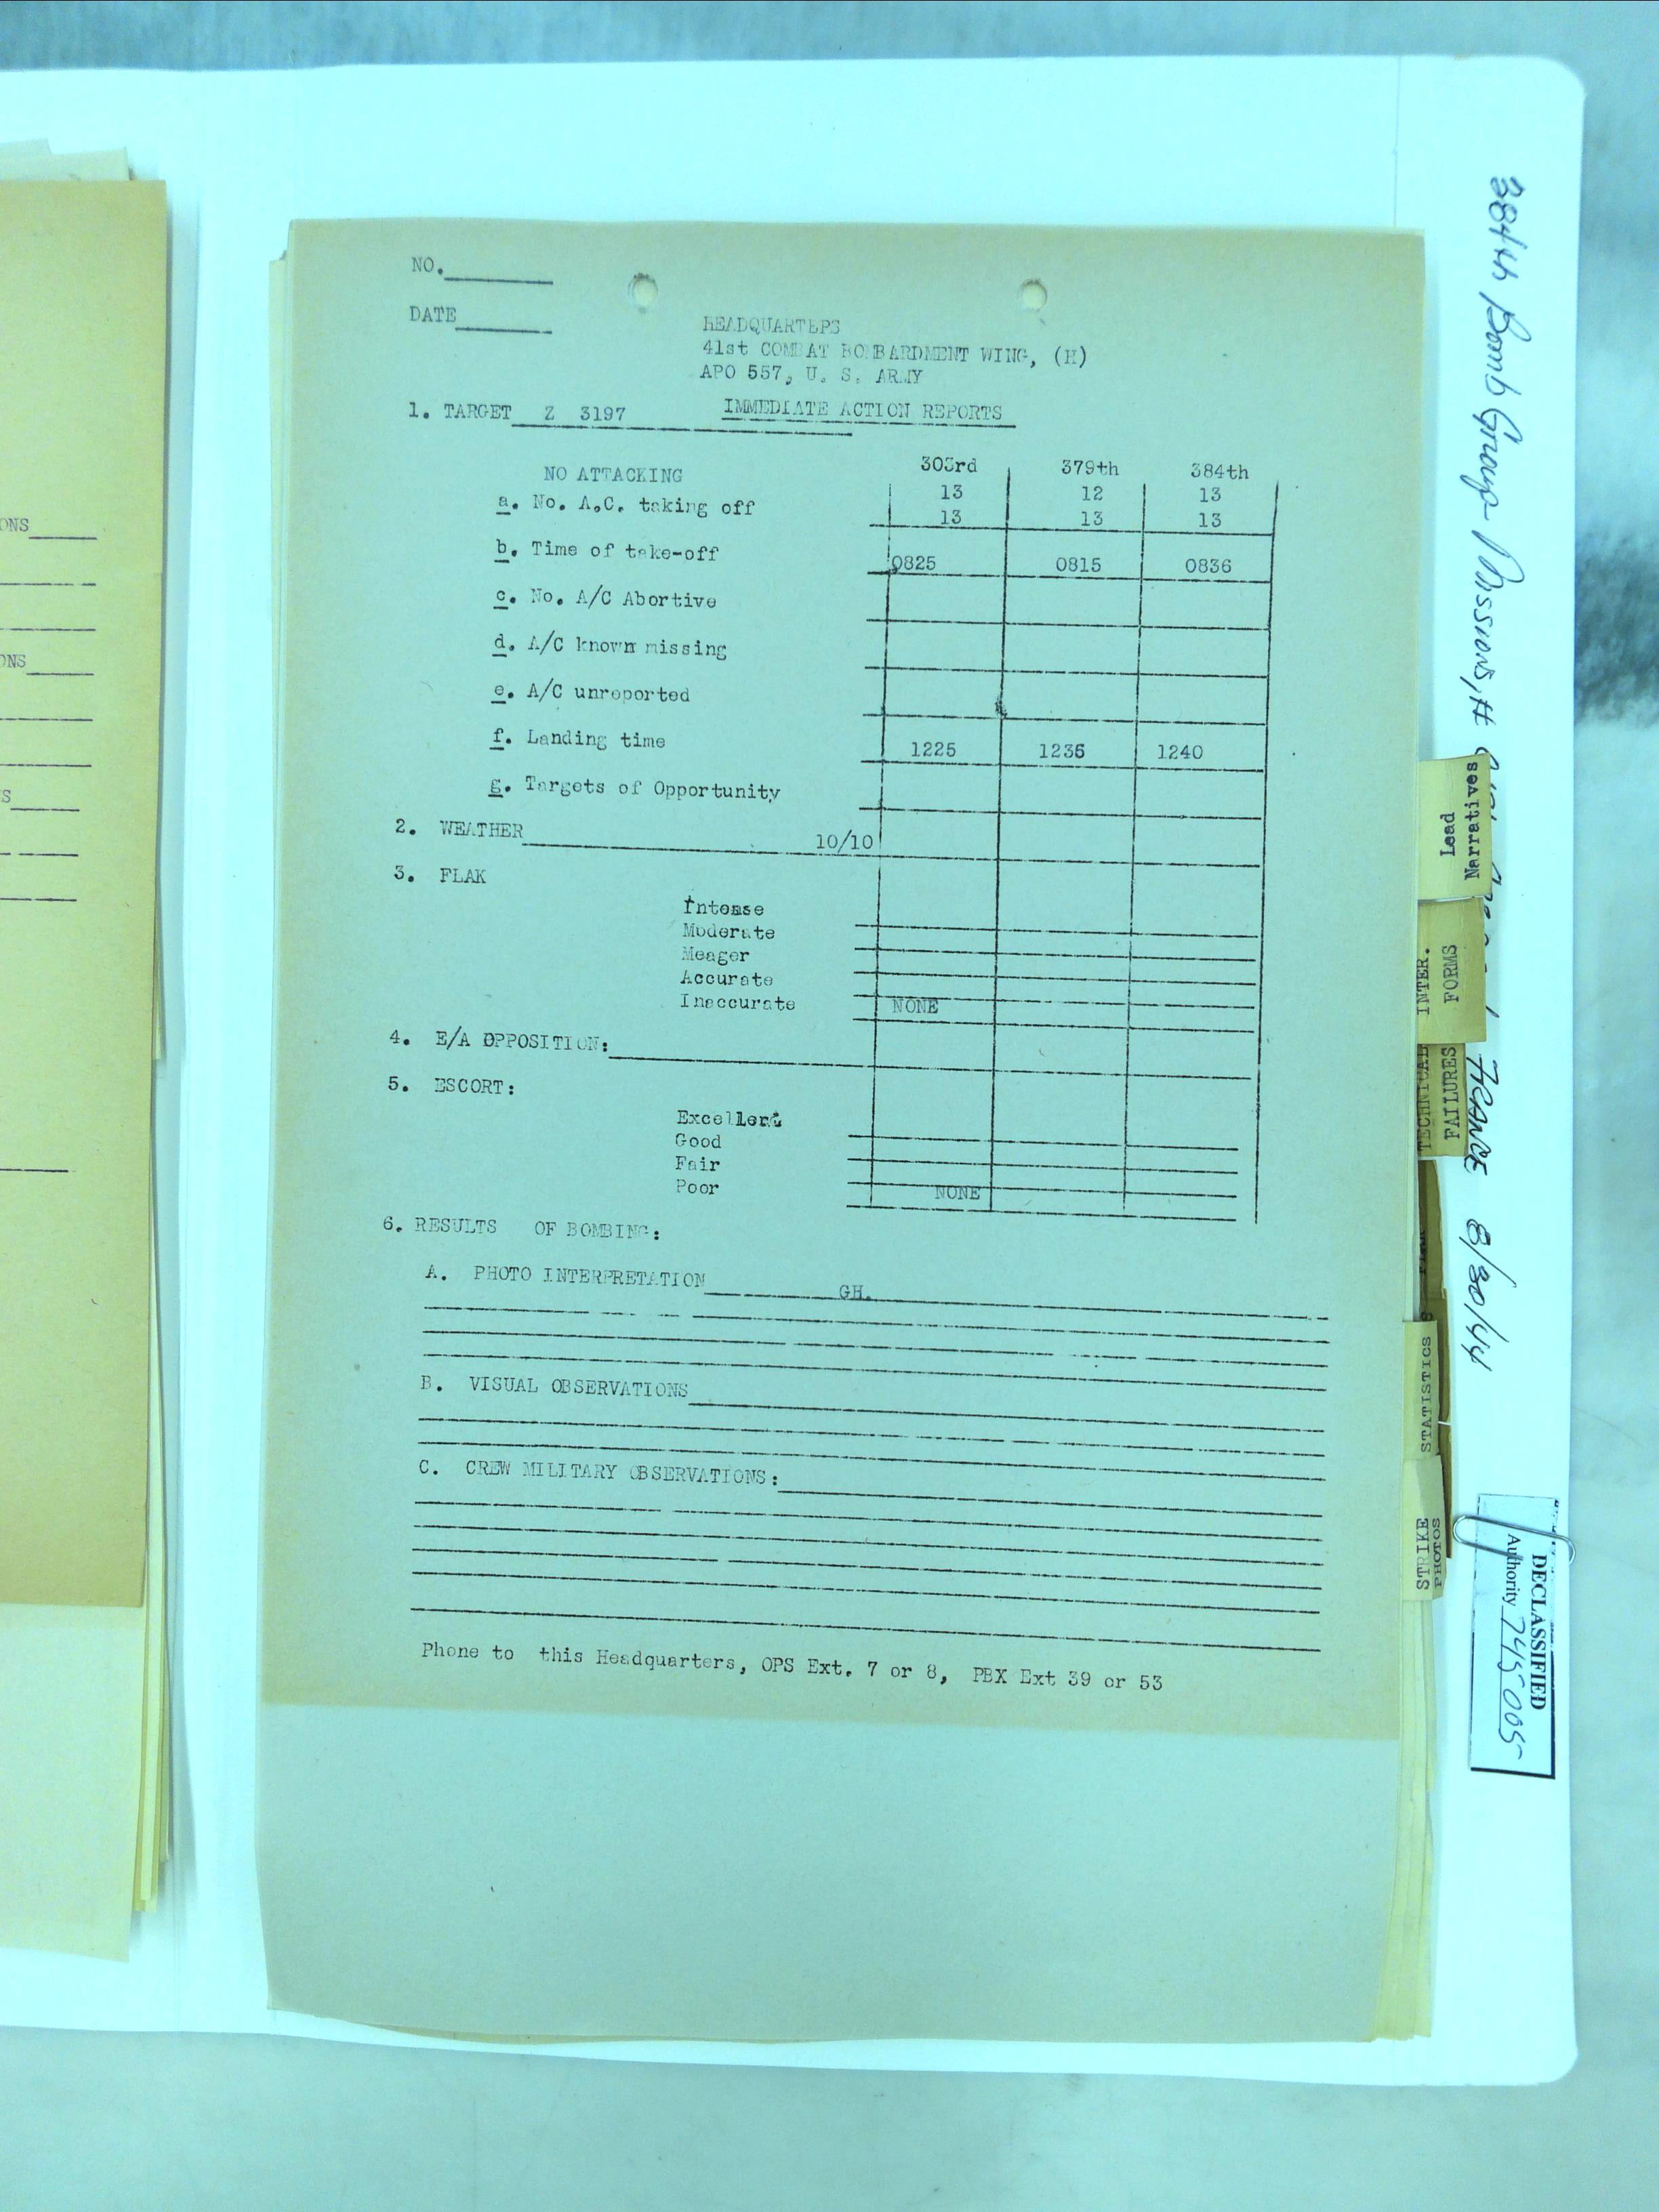 NO.
DATE
HEADQUARTERS
41st COMBAT BOMBARDMENT WING, (H)
APO 557, U. S. ARMY
1. TARGET Z 3197 IMMEDIATE ACTION REPORTS
303rd 379th 384th
NO ATTACKING 13 12 13
a. No. A.C. taking off 13 13 13
b. Time of take-off 0825 0815 0836
c. No. A/C Abortive
d. A/C known missing
e. A/C unreported
f. Landing time 1225 1236 1240
g. Targets of Opportunity
2. WEATHER 10/10
3. FLAK
Intense
Moderate
Meager
Accurate
Inaccurate NONE
4. E/A OPPOSITION:
5. ESCORT:
Excellent
Good
Fair
Poor NONE
6. RESULTS OF BOMBING:
A. PHOTO INTERPRETATION GH.
B. VISUAL OBSERVATIONS
C. CREW MILITARY OBSERVATIONS:
Phone to this Headquarters, OPS Ext. 7 or 8, PBX Ext 39 or 53
ONS
ONS
S
384th Bomb Group Missions, #
FRANCE 8/30/44
Lead
Narratives
INTER.
FORMS
TECHNICAL
FAILURES
STATISTICS
STRIKE
PHOTOS
DECLASSIFIED
Authority 745005